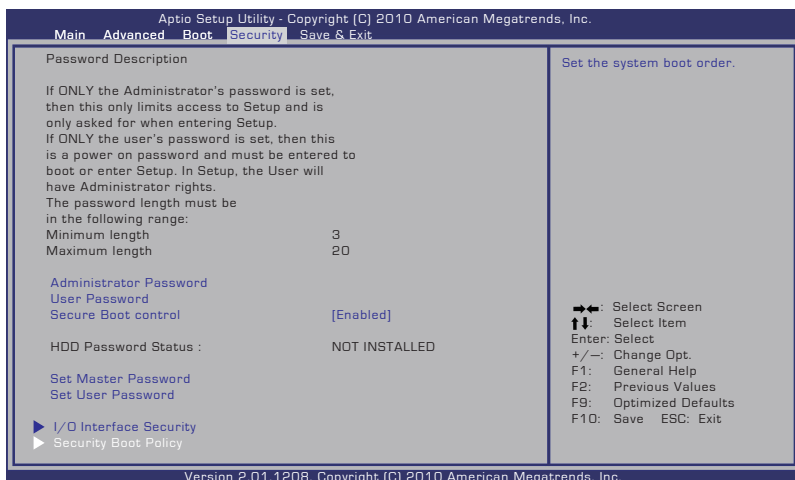 Aptio Setup Utility - Copyright (C) 2010 American Megatrends, Inc.
Main Advanced Boot Security Save & Exit
Password Description
If ONLY the Administrator's password is set,
then this only limits access to Setup and is
only asked for when entering Setup.
If ONLY the user's password is set, then this
is a power on password and must be entered to
boot or enter Setup. In Setup, the User will
have Administrator rights.
The password length must be
in the following range:
Minimum length 3
Maximum length 20
Administrator Password
User Password
Secure Boot control [Enabled]
HDD Password Status : NOT INSTALLED
Set Master Password
Set User Password
I/O Interface Security
Security Boot Policy
Set the system boot order.
→←: Select Screen
↑↓: Select Item
Enter: Select
+/—: Change Opt.
F1: General Help
F2: Previous Values
F9: Optimized Defaults
F10: Save ESC: Exit
Version 2.01.1208. Copyright (C) 2010 American Megatrends, Inc.